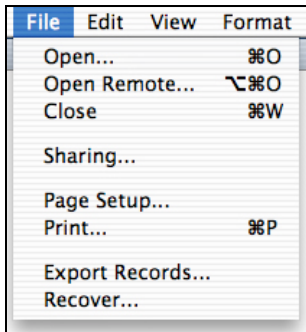 File Edit View Format
Open... ⌘O
Open Remote... ⌥⌘O
Close ⌘W
Sharing...
Page Setup...
Print... ⌘P
Export Records...
Recover...